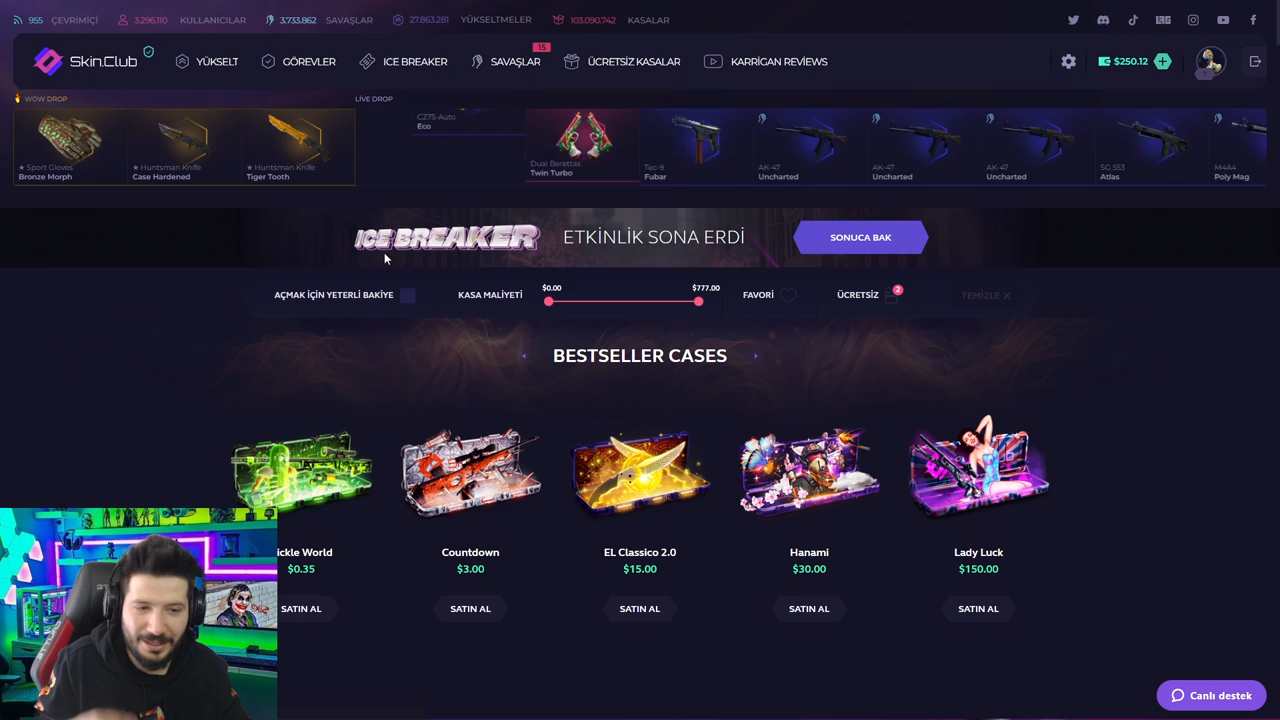 955 ÇEVRİMİÇİ 3.296.110 KULLANICILAR 3.733.862 SAVAŞLAR 27.863.281 YÜKSELTMELER 103.090.742 KASALAR
Skin.Club YÜKSELT GÖREVLER ICE BREAKER SAVAŞLAR 15 ÜCRETSİZ KASALAR KARRİGAN REVİEWS $250.12
WOW DROP LİVE DROP
CZ75-Auto
Eco
★ Sport Gloves
Bronze Morph
★ Huntsman Knife
Case Hardened
★ Huntsman Knife
Tiger Tooth
Dual Berettas
Twin Turbo
Tec-9
Fubar
AK-47
Uncharted
AK-47
Uncharted
AK-47
Uncharted
SG 553
Atlas
M4A4
Poly Mag
ICE BREAKER ETKİNLİK SONA ERDİ SONUCA BAK
AÇMAK İÇİN YETERLİ BAKİYE KASA MALİYETİ $0.00 $777.00 FAVORİ ÜCRETSİZ 2 TEMİZLE
BESTSELLER CASES
ickle World Countdown EL Classico 2.0 Hanami Lady Luck
$0.35 $3.00 $15.00 $30.00 $150.00
SATIN AL SATIN AL SATIN AL SATIN AL SATIN AL
Canlı destek